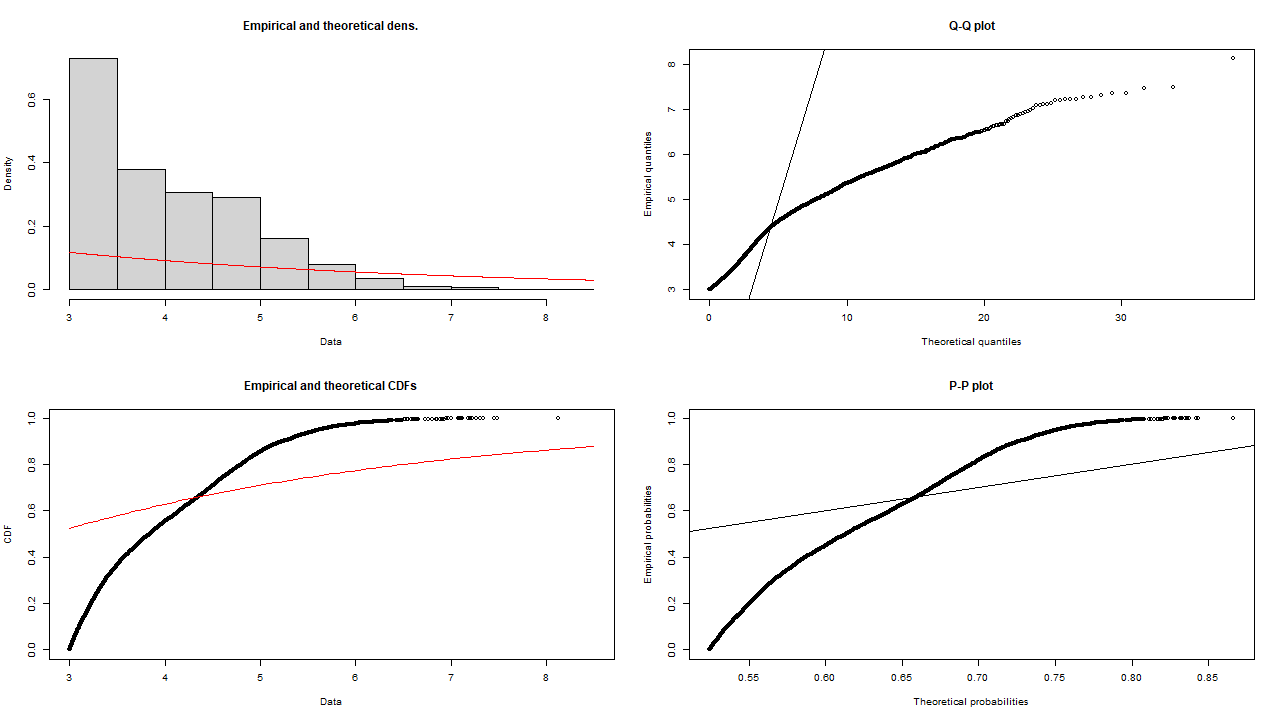 Empirical and theoretical dens.
Density
0.0 0.2 0.4 0.6
3 4 5 6 7 8
Data
Q-Q plot
Empirical quantiles
3 4 5 6 7 8
0 10 20 30
Theoretical quantiles
Empirical and theoretical CDFs
CDF
0.0 0.2 0.4 0.6 0.8 1.0
3 4 5 6 7 8
Data
P-P plot
Empirical probabilities
0.0 0.2 0.4 0.6 0.8 1.0
0.55 0.60 0.65 0.70 0.75 0.80 0.85
Theoretical probabilities